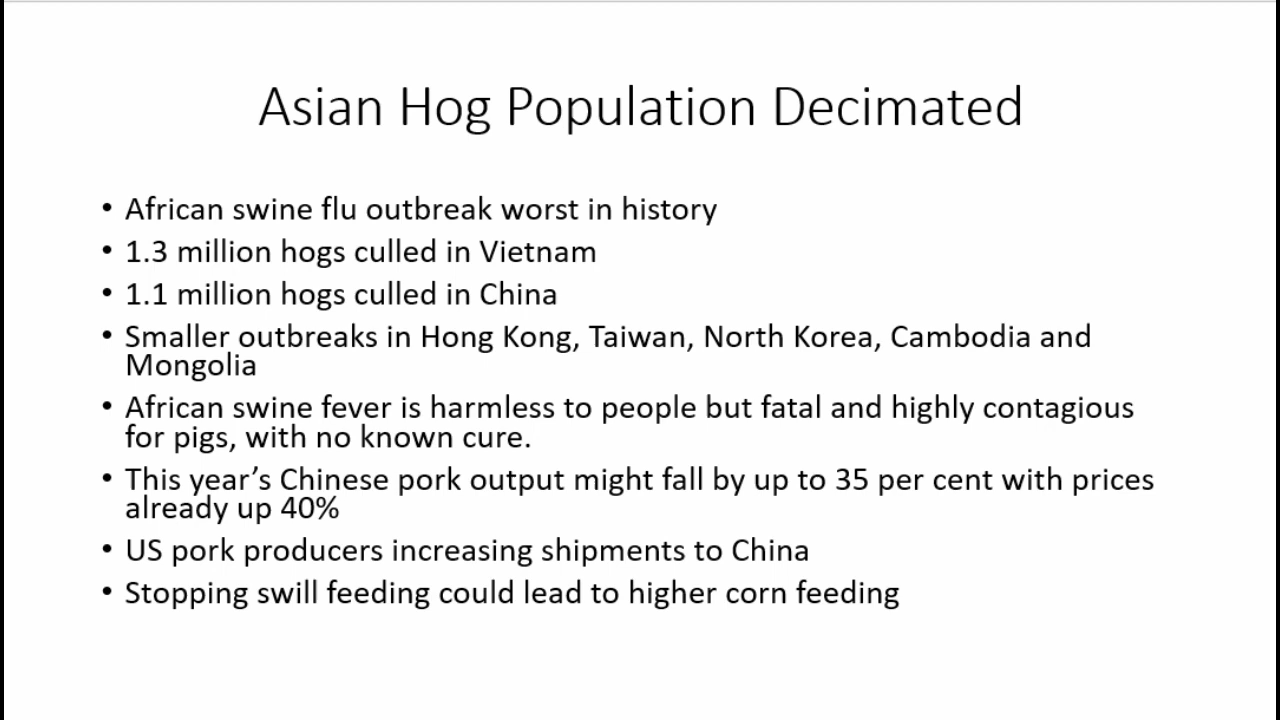 Asian Hog Population Decimated
• African swine flu outbreak worst in history
• 1.3 million hogs culled in Vietnam
• 1.1 million hogs culled in China
• Smaller outbreaks in Hong Kong, Taiwan, North Korea, Cambodia and
Mongolia
• African swine fever is harmless to people but fatal and highly contagious
for pigs, with no known cure.
• This year’s Chinese pork output might fall by up to 35 per cent with prices
already up 40%
• US pork producers increasing shipments to China
• Stopping swill feeding could lead to higher corn feeding